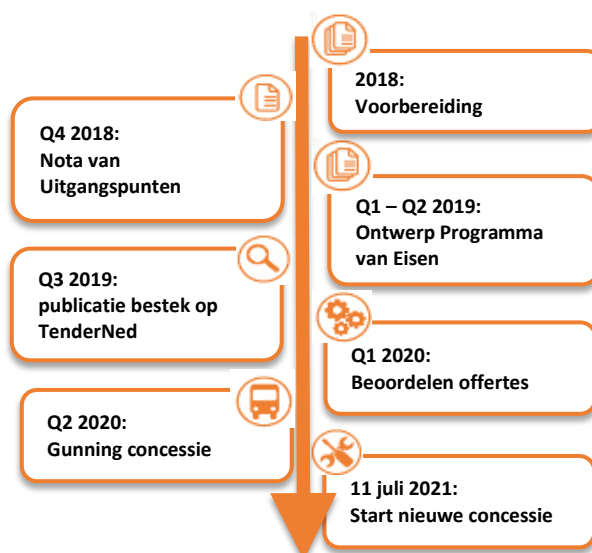 2018:
Voorbereiding
Q4 2018:
Nota van
Uitgangspunten
Q1 – Q2 2019:
Ontwerp Programma
van Eisen
Q3 2019:
publicatie bestek op
TenderNed
Q1 2020:
Beoordelen offertes
Q2 2020:
Gunning concessie
11 juli 2021:
Start nieuwe concessie